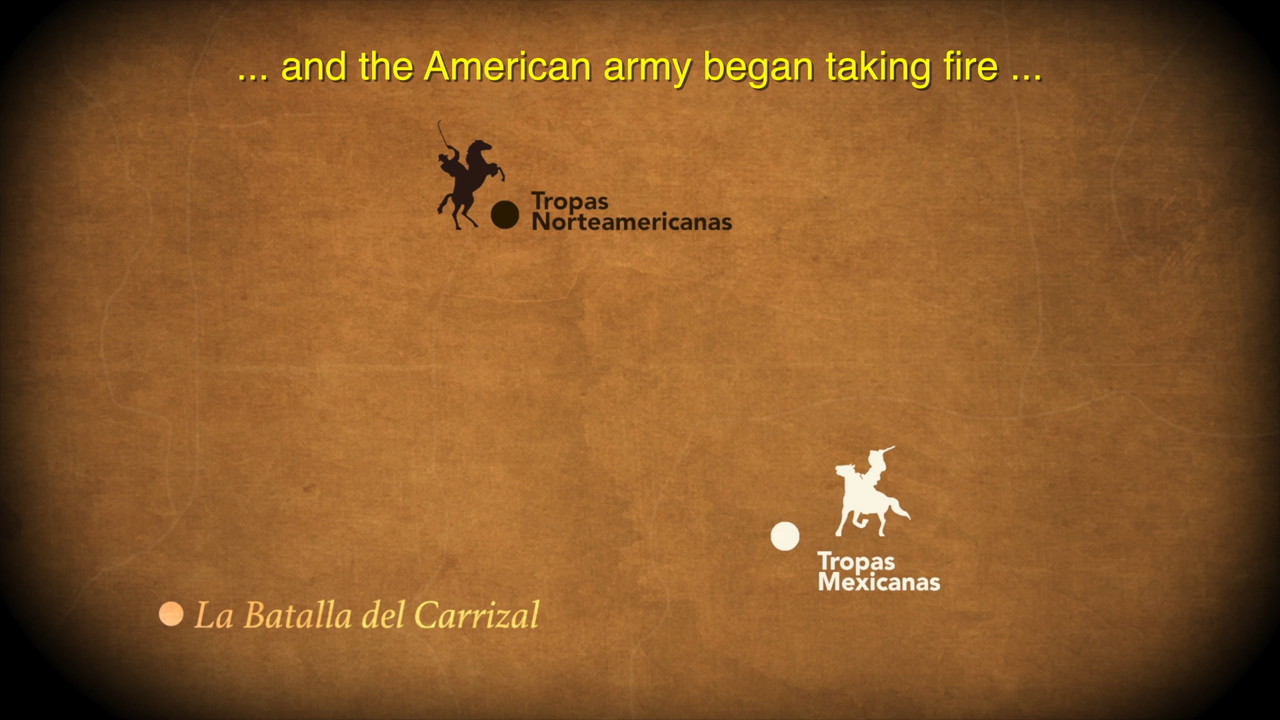 ... and the American army began taking fire ...
Tropas
Norteamericanas
Tropas
Mexicanas
La Batalla del Carrizal